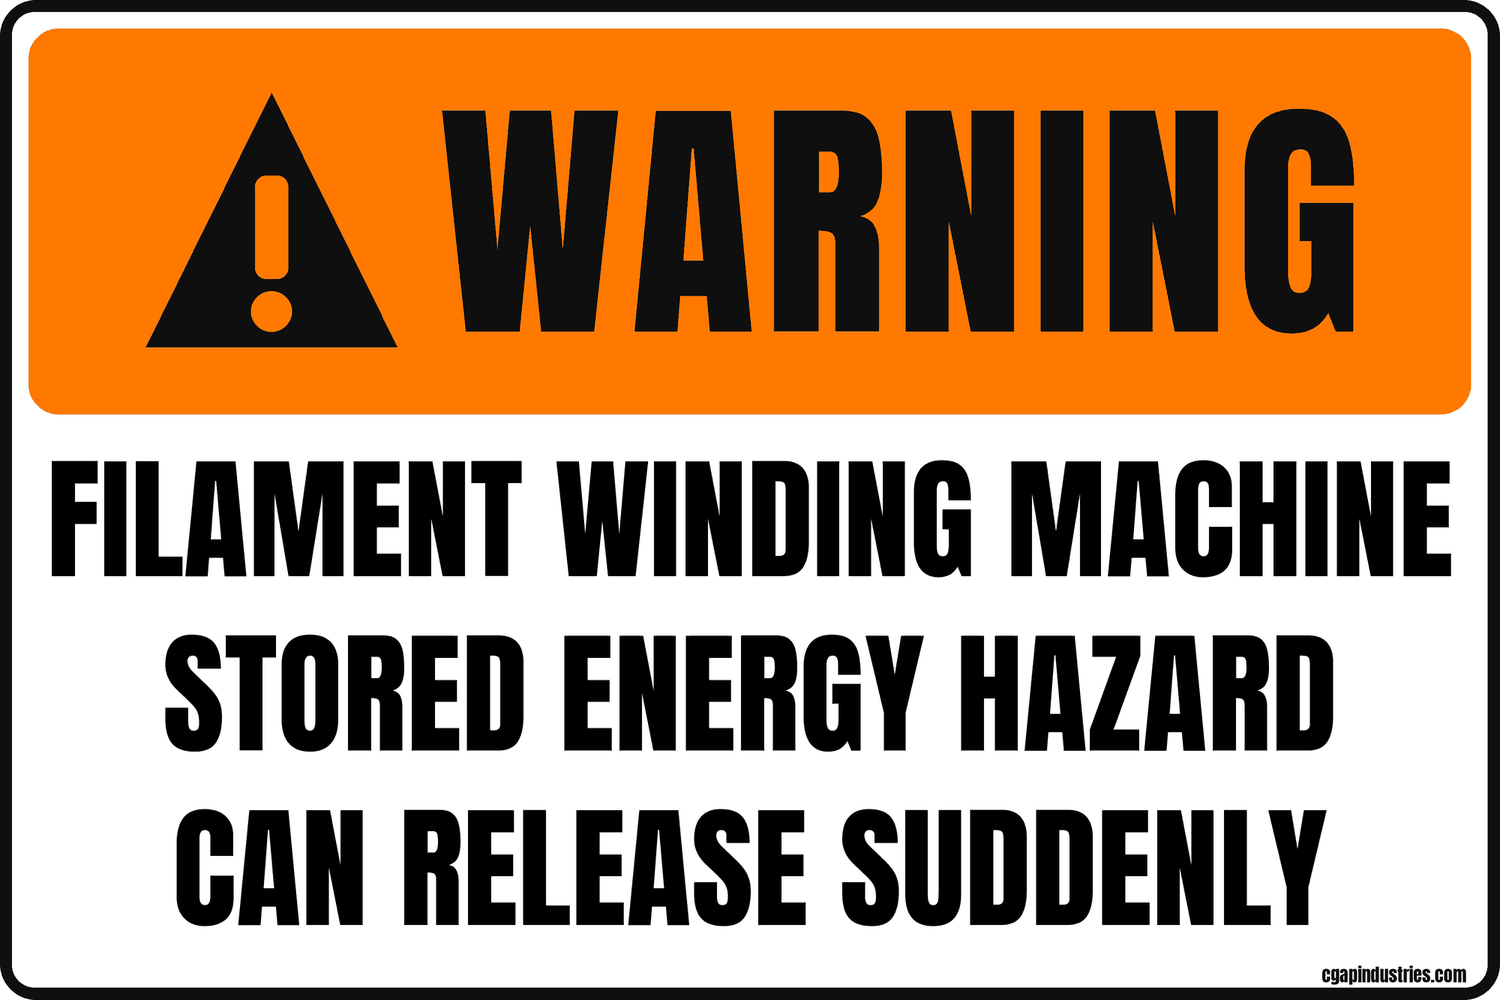 WARNING
FILAMENT WINDING MACHINE
STORED ENERGY HAZARD
CAN RELEASE SUDDENLY
cgapindustries.com